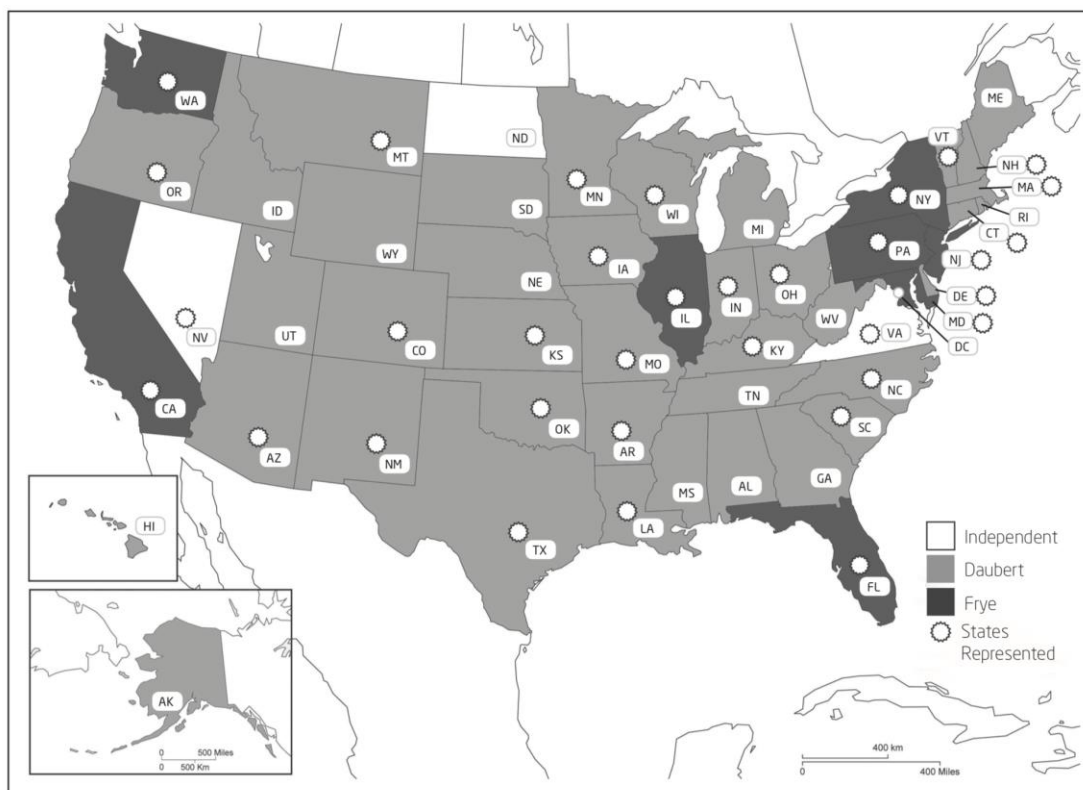 WA
ND
ME
MT
VT
NH
OR
MN
MA
ID
SD
WI
NY
RI
CT
WY
MI
PA
NJ
IA
NE
OH
DE
IN
IL
MD
NV
UT
CO
WV
VA
DC
KS
MO
KY
CA
NC
TN
OK
SC
AZ
NM
AR
MS
AL
GA
HI
LA
TX
FL
Independent
Daubert
Frye
States
Represented
AK
0 500 Miles
0 500 Km
400 km
0 400 Miles